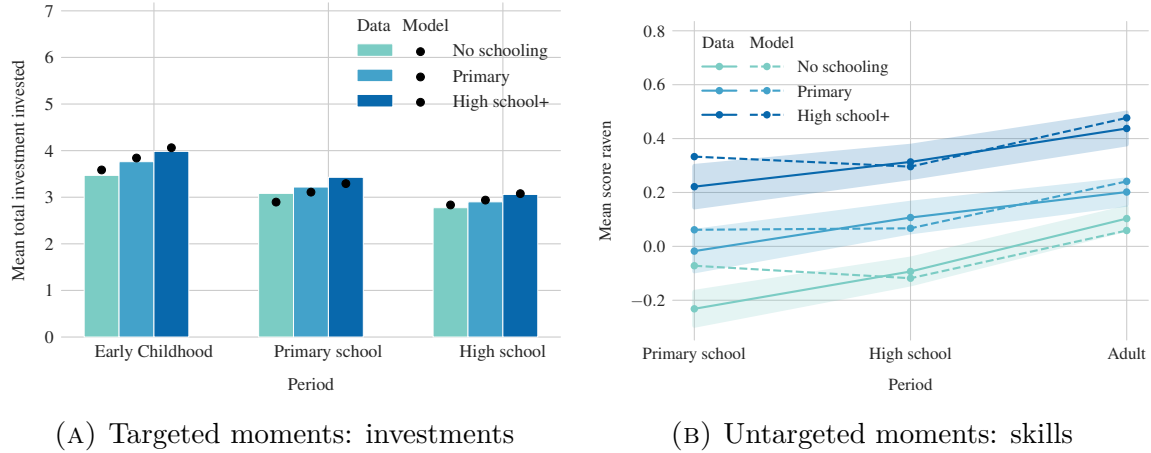 Mean total investment invested
7
6
5
4
3
2
1
0
Data Model
No schooling
Primary
High school+
Early Childhood
Primary school
High school
Period
(A) Targeted moments: investments
Mean score raven
0.8
0.6
0.4
0.2
0.0
−0.2
Data Model
No schooling
Primary
High school+
Primary school
High school
Adult
Period
(B) Untargeted moments: skills